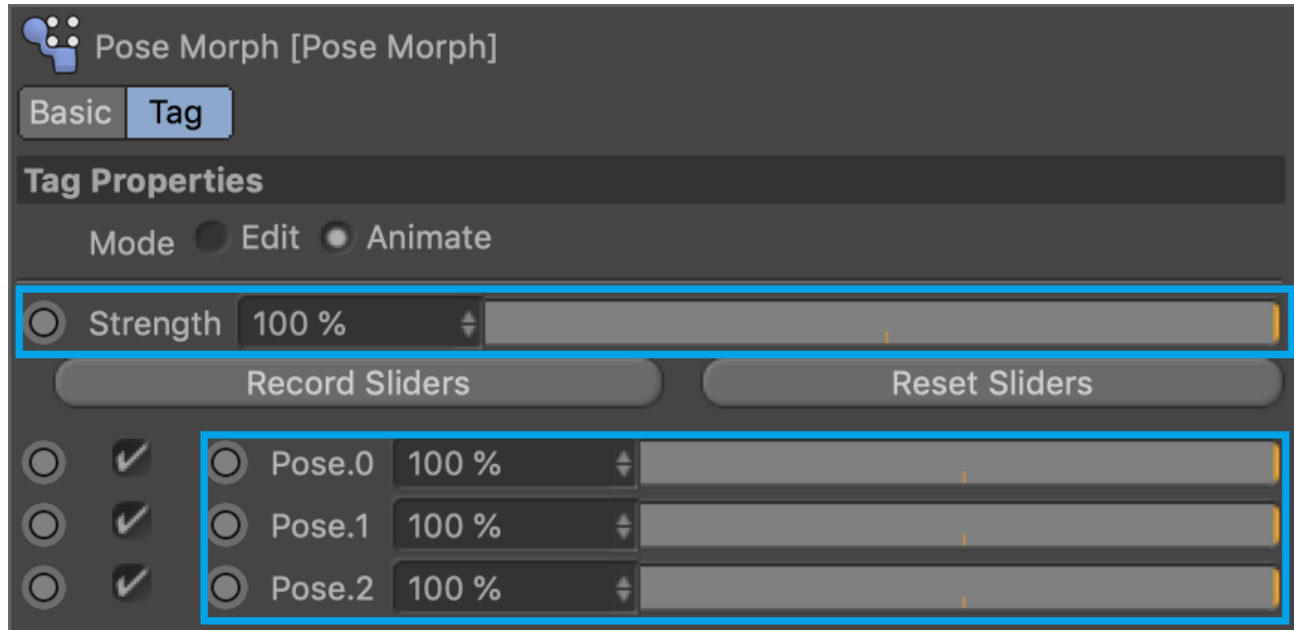 Pose Morph [Pose Morph]
Basic Tag
Tag Properties
Mode Edit Animate
Strength 100 %
Record Sliders Reset Sliders
Pose.0 100 %
Pose.1 100 %
Pose.2 100 %